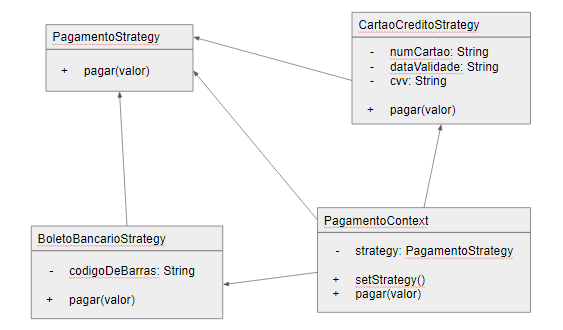 PagamentoStrategy
+ pagar(valor)
CartaoCreditoStrategy
- numCartao: String
- dataValidade: String
- cvv: String
+ pagar(valor)
BoletoBancarioStrategy
- codigoDeBarras: String
+ pagar(valor)
PagamentoContext
- strategy: PagamentoStrategy
+ setStrategy()
+ pagar(valor)